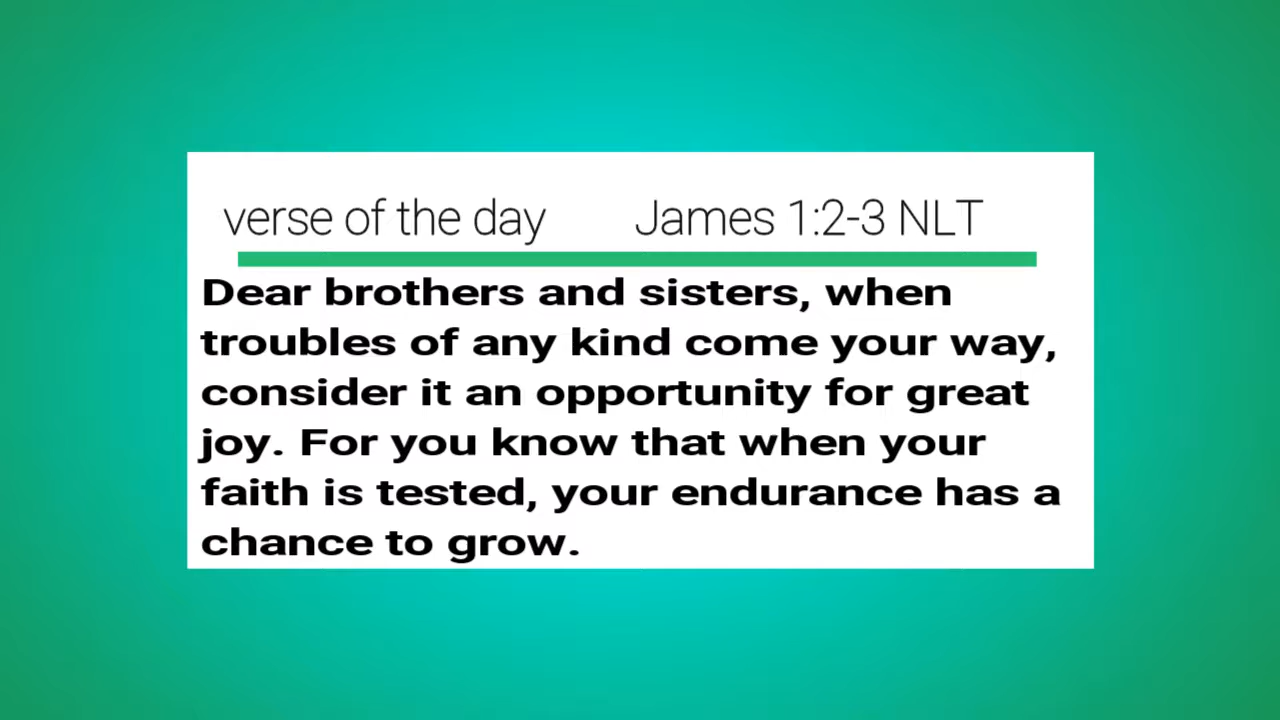 verse of the day James 1:2-3 NLT
Dear brothers and sisters, when
troubles of any kind come your way,
consider it an opportunity for great
joy. For you know that when your
faith is tested, your endurance has a
chance to grow.